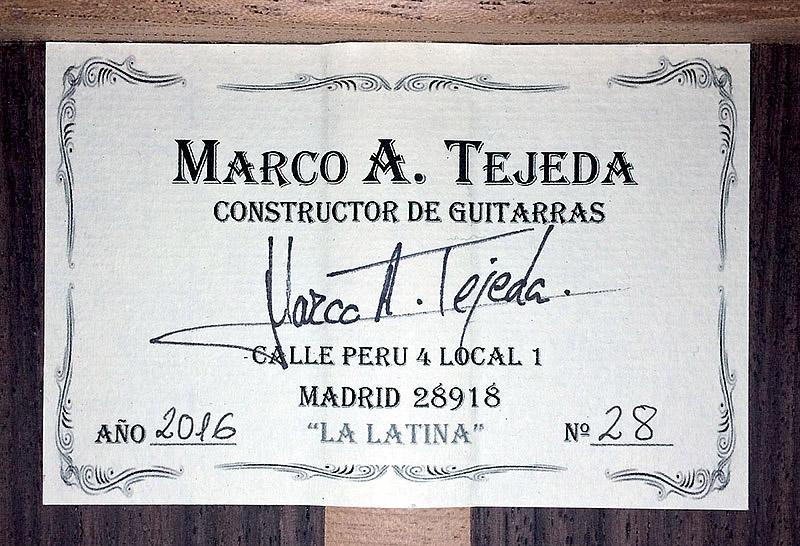 MARCO A. TEJEDA
CONSTRUCTOR DE GUITARRAS
Marco A. Tejeda.
CALLE PERU 4 LOCAL 1
MADRID 28918
AÑO 2016 "LA LATINA" Nº 28